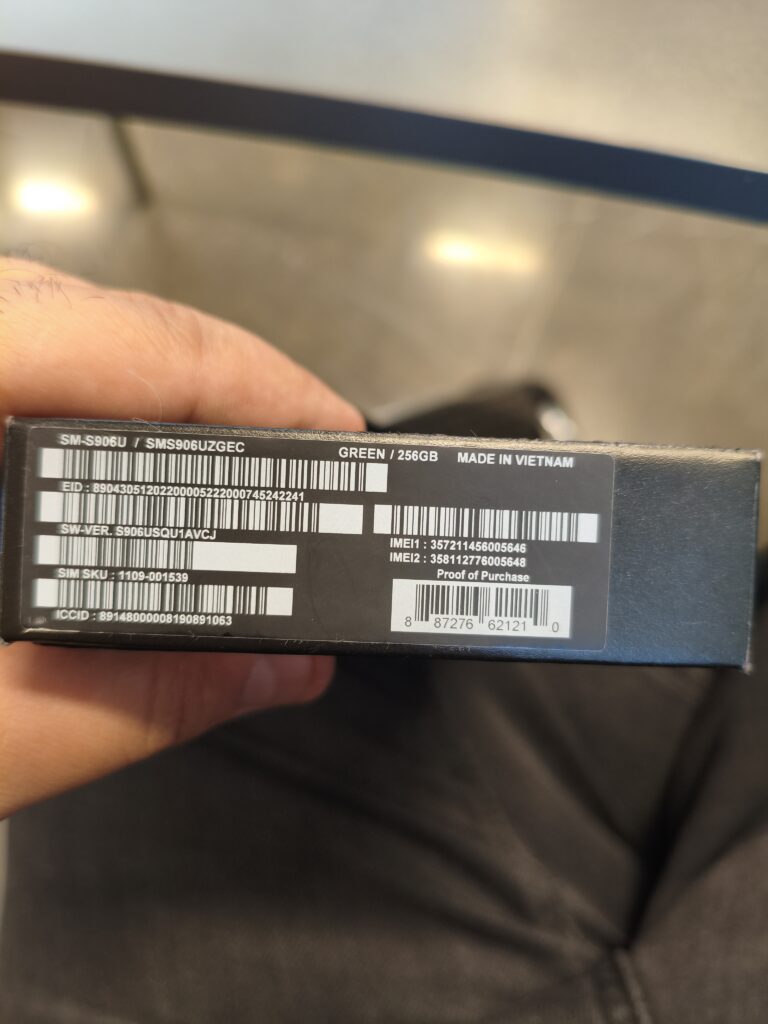 SM-S906U / SMS906UZGEC GREEN / 256GB MADE IN VIETNAM
EID : 89043051202200005222000745242241
SW-VER. S906USQU1AVCJ
SIM SKU : 1109-001539
ICCID : 89148000008190891063
IMEI1 : 357211456005646
IMEI2 : 358112776005648
Proof of Purchase
8 87276 62121 0